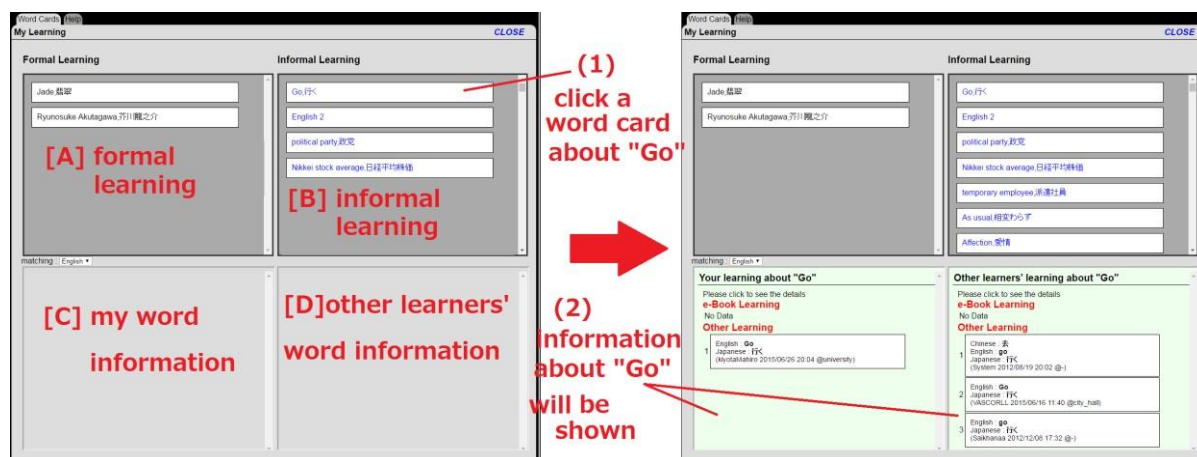 Word Cards Help
My Learning CLOSE
Formal Learning Informal Learning
Jade,翡翠
Ryunosuke Akutagawa,芥川龍之介
Go,行く
English 2
political party,政党
Nikkei stock average,日経平均株価
[A] formal
learning
[B] informal
learning
matching : English
[C] my word
information
[D]other learners'
word information
(1)
click a
word card
about "Go"
(2)
information
about "Go"
will be
shown
Word Cards Help
My Learning CLOSE
Formal Learning Informal Learning
Jade,翡翠
Ryunosuke Akutagawa,芥川龍之介
Go,行く
English 2
political party,政党
Nikkei stock average,日経平均株価
temporary employee,派遣社員
As usual,相変わらず
Affection,愛情
matching : English
Your learning about "Go"
Please click to see the details
e-Book Learning
No Data
Other Learning
1
English : Go
Japanese : 行く
(kiyotaMahiro 2015/06/26 20:04 @university)
Other learners' learning about "Go"
Please click to see the details
e-Book Learning
No Data
Other Learning
1
Chinese : 去
English : go
Japanese : 行く
(System 2012/08/19 20:02 @-)
2
English : Go
Japanese : 行く
(VASCORLL 2015/06/16 11:40 @city_hall)
3
English : go
Japanese : 行く
(Saikhanaa 2012/12/08 17:32 @-)